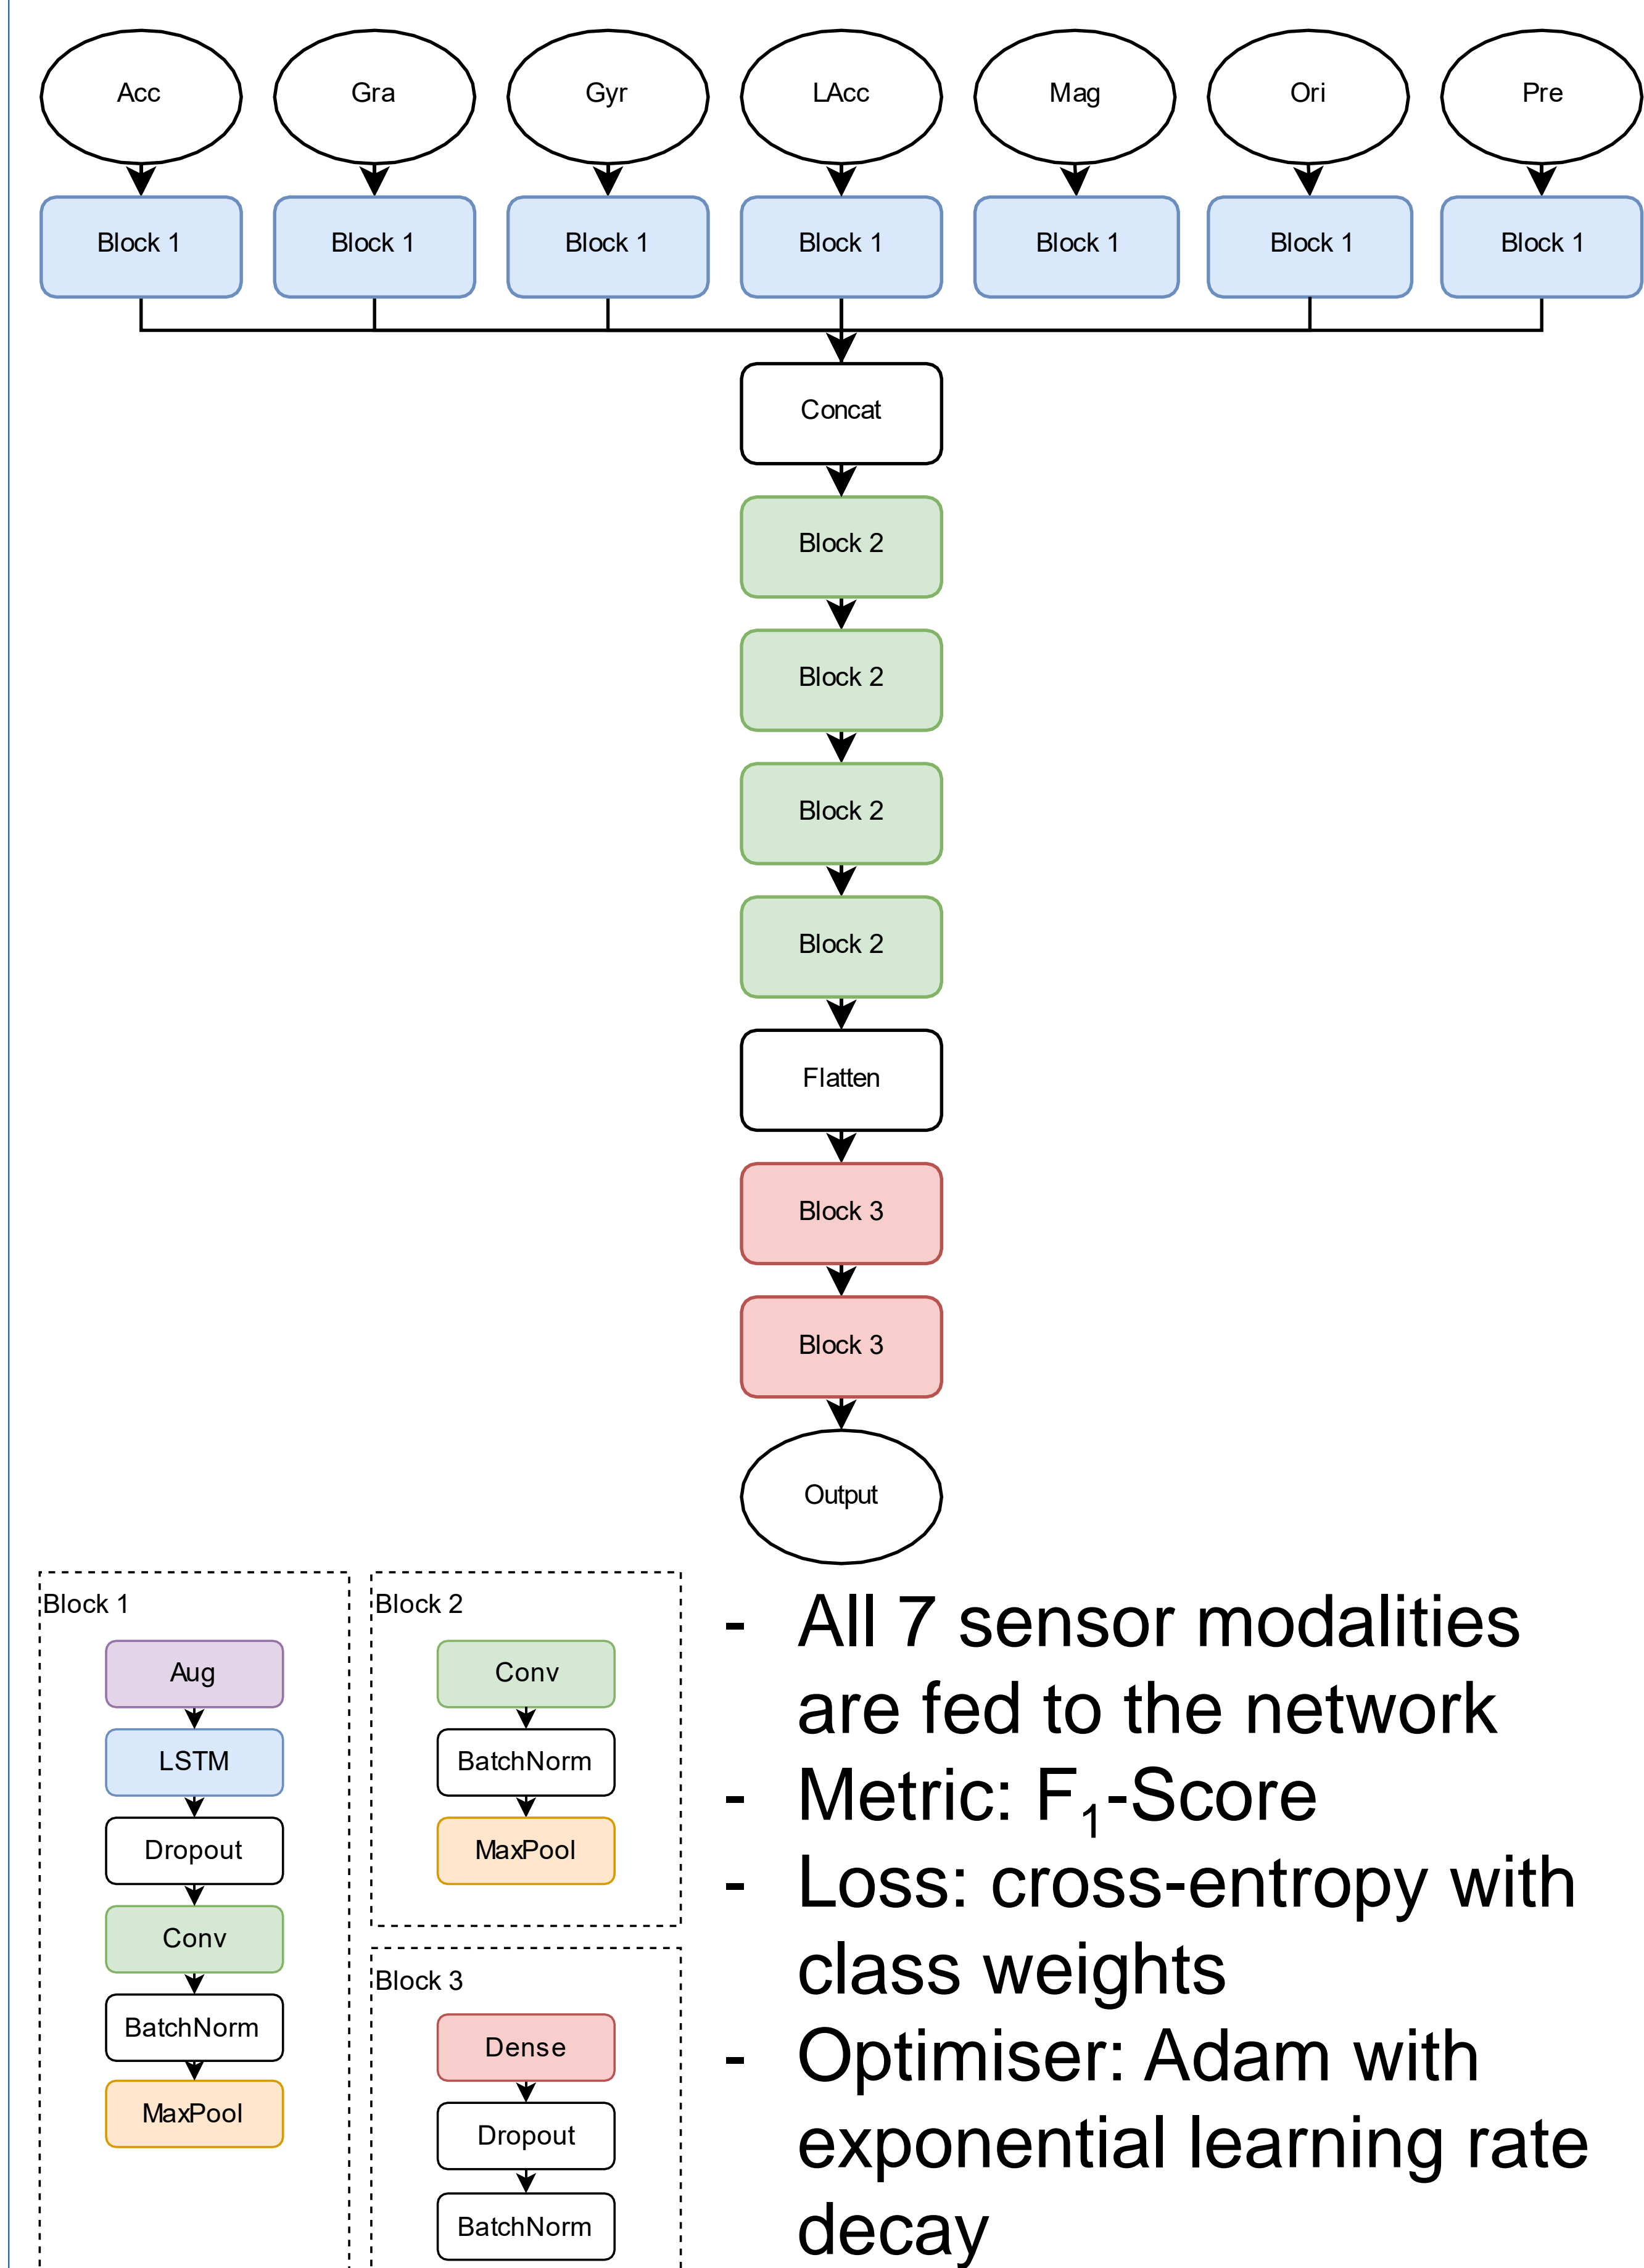 Acc
Gra
Gyr
LAcc
Mag
Ori
Pre
Block 1
Block 1
Block 1
Block 1
Block 1
Block 1
Block 1
Concat
Block 2
Block 2
Block 2
Block 2
Flatten
Block 3
Block 3
Output
Block 1
Aug
LSTM
Dropout
Conv
BatchNorm
MaxPool
Block 2
Conv
BatchNorm
MaxPool
Block 3
Dense
Dropout
BatchNorm
- All 7 sensor modalities
are fed to the network
- Metric: F₁-Score
- Loss: cross-entropy with
class weights
- Optimiser: Adam with
exponential learning rate
decay